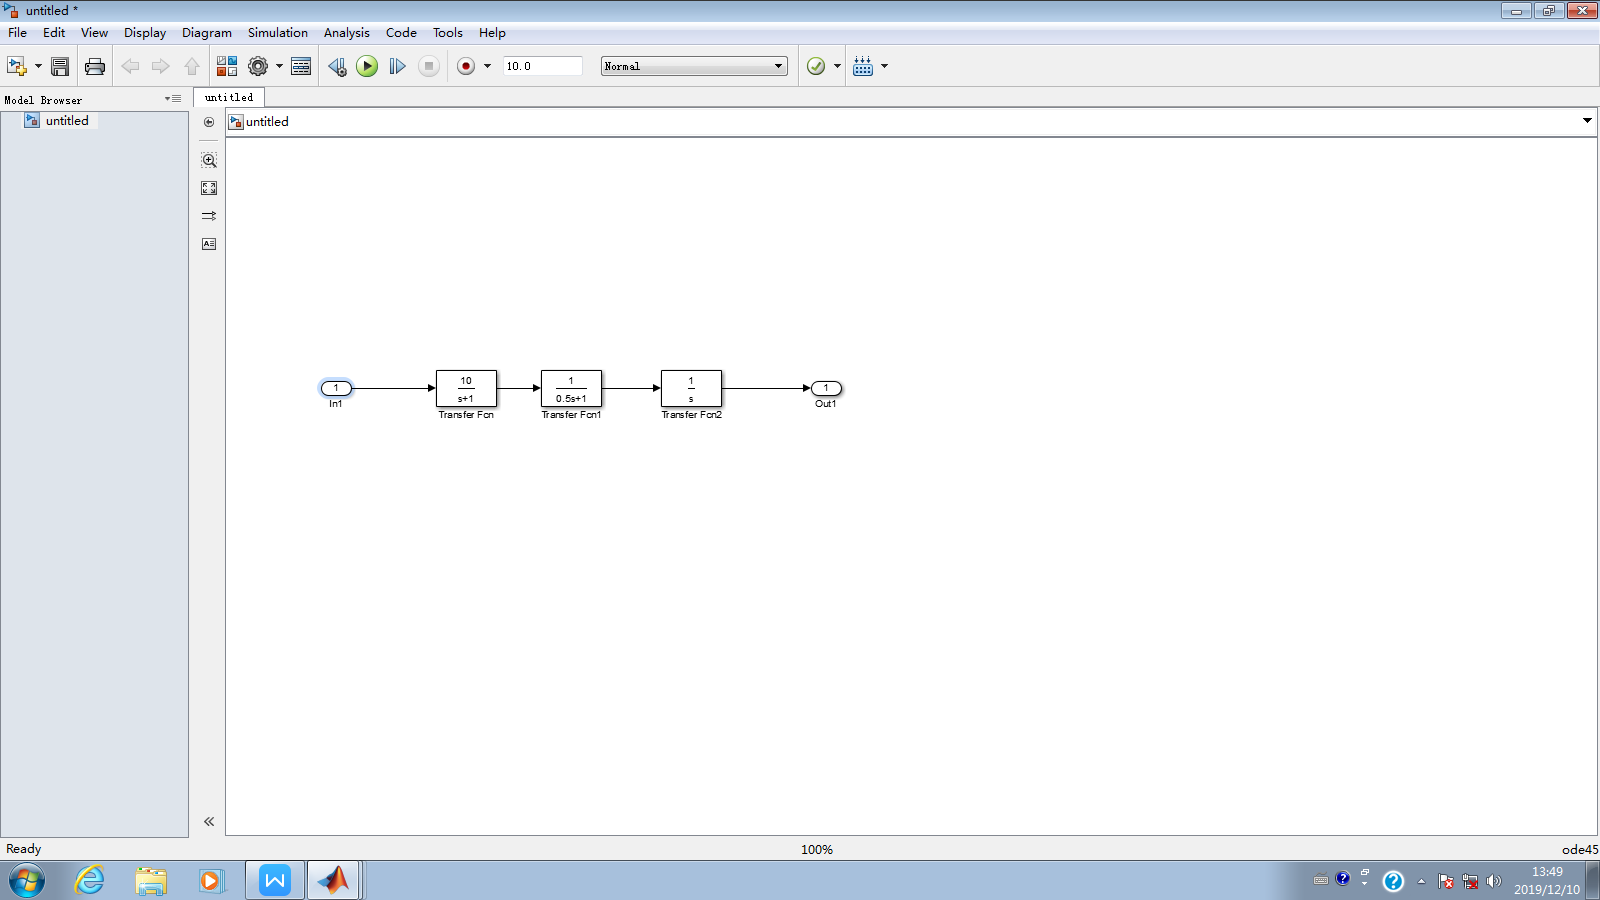 untitled *
File Edit View Display Diagram Simulation Analysis Code Tools Help
10.0 Normal
Model Browser
untitled
untitled
untitled
10
s+1
1
0.5s+1
1
s
1
1
In1
Transfer Fcn
Transfer Fcn1
Transfer Fcn2
Out1
Ready
100%
ode45
13:49
2019/12/10